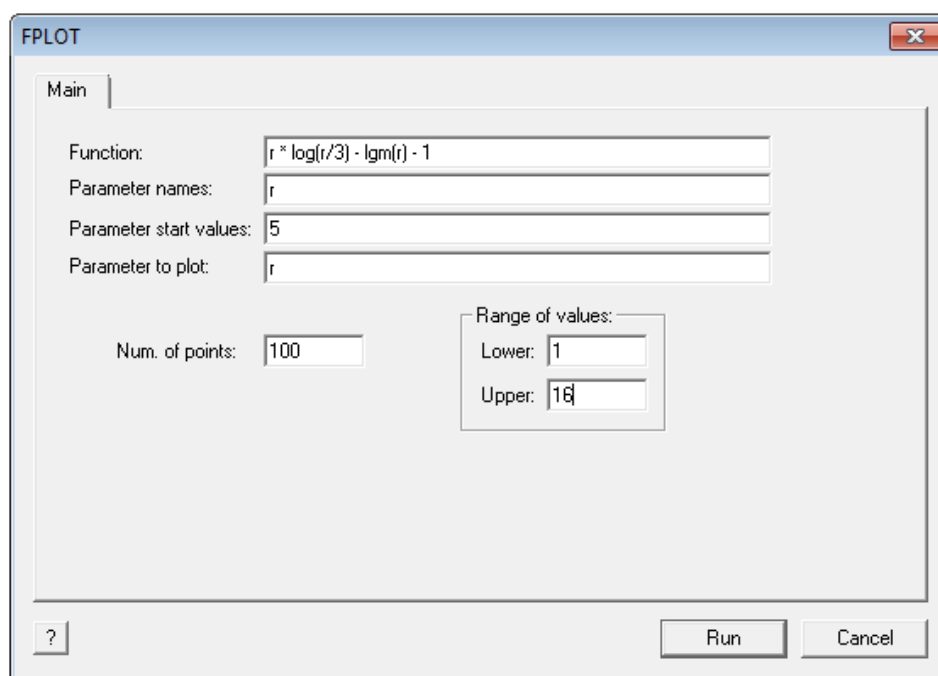 FPLOT
Main
Function: r * log(r/3) - lgm(r) - 1
Parameter names: r
Parameter start values: 5
Parameter to plot: r
Range of values:
Num. of points: 100
Lower: 1
Upper: 16
?
Run
Cancel